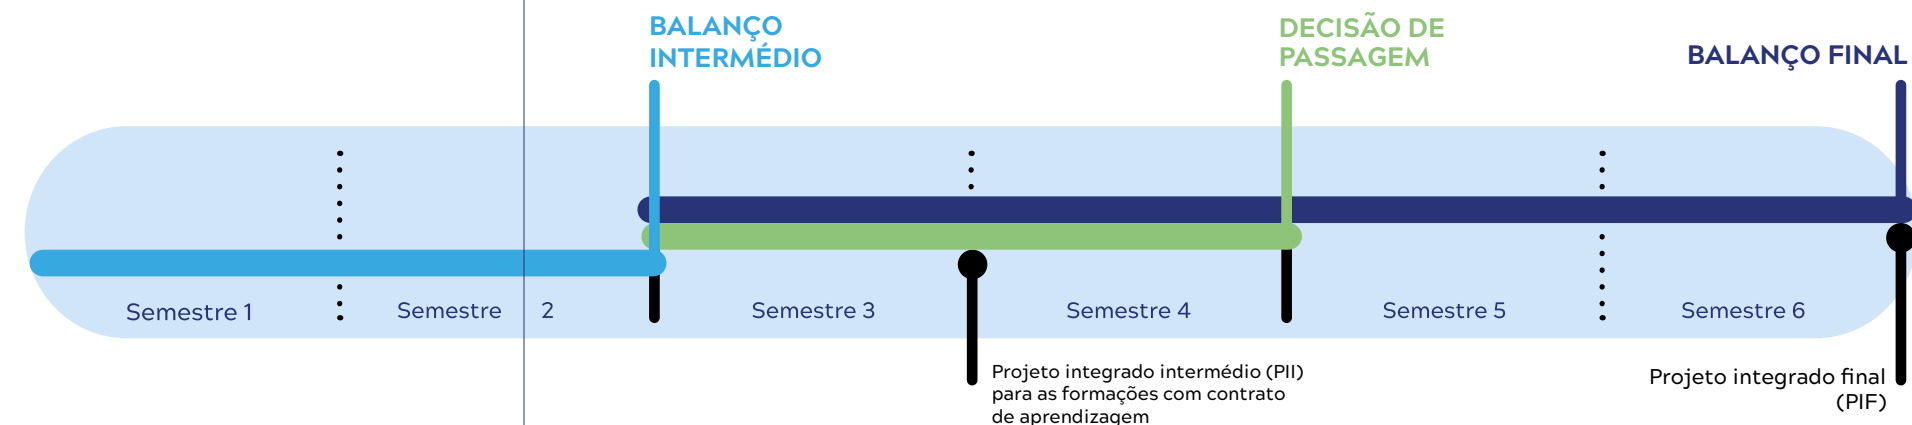 BALANÇO
INTERMÉDIO
DECISÃO DE
PASSAGEM
BALANÇO FINAL
Semestre 1
Semestre 2
Semestre 3
Semestre 4
Semestre 5
Semestre 6
Projeto integrado intermédio (PII)
para as formações com contrato
de aprendizagem
Projeto integrado final
(PIF)